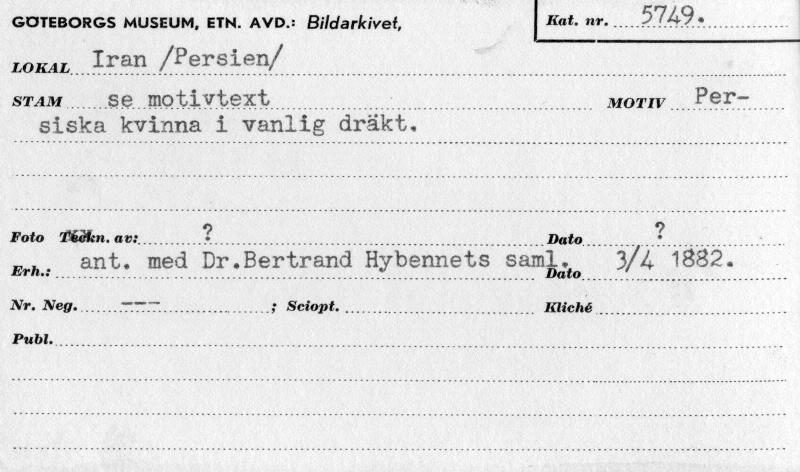 GÖTEBORGS MUSEUM, ETN. AVD.: Bildarkivet, Kat. nr. 5749.
LOKAL Iran /Persien/
STAM se motivtext MOTIV Per-
siska kvinna i vanlig dräkt.
Foto Teckn. av: ? Dato ?
Erh.: ant. med Dr.Bertrand Hybennets saml. Dato 3/4 1882.
Nr. Neg. --- ; Sciopt. Kliché
Publ.